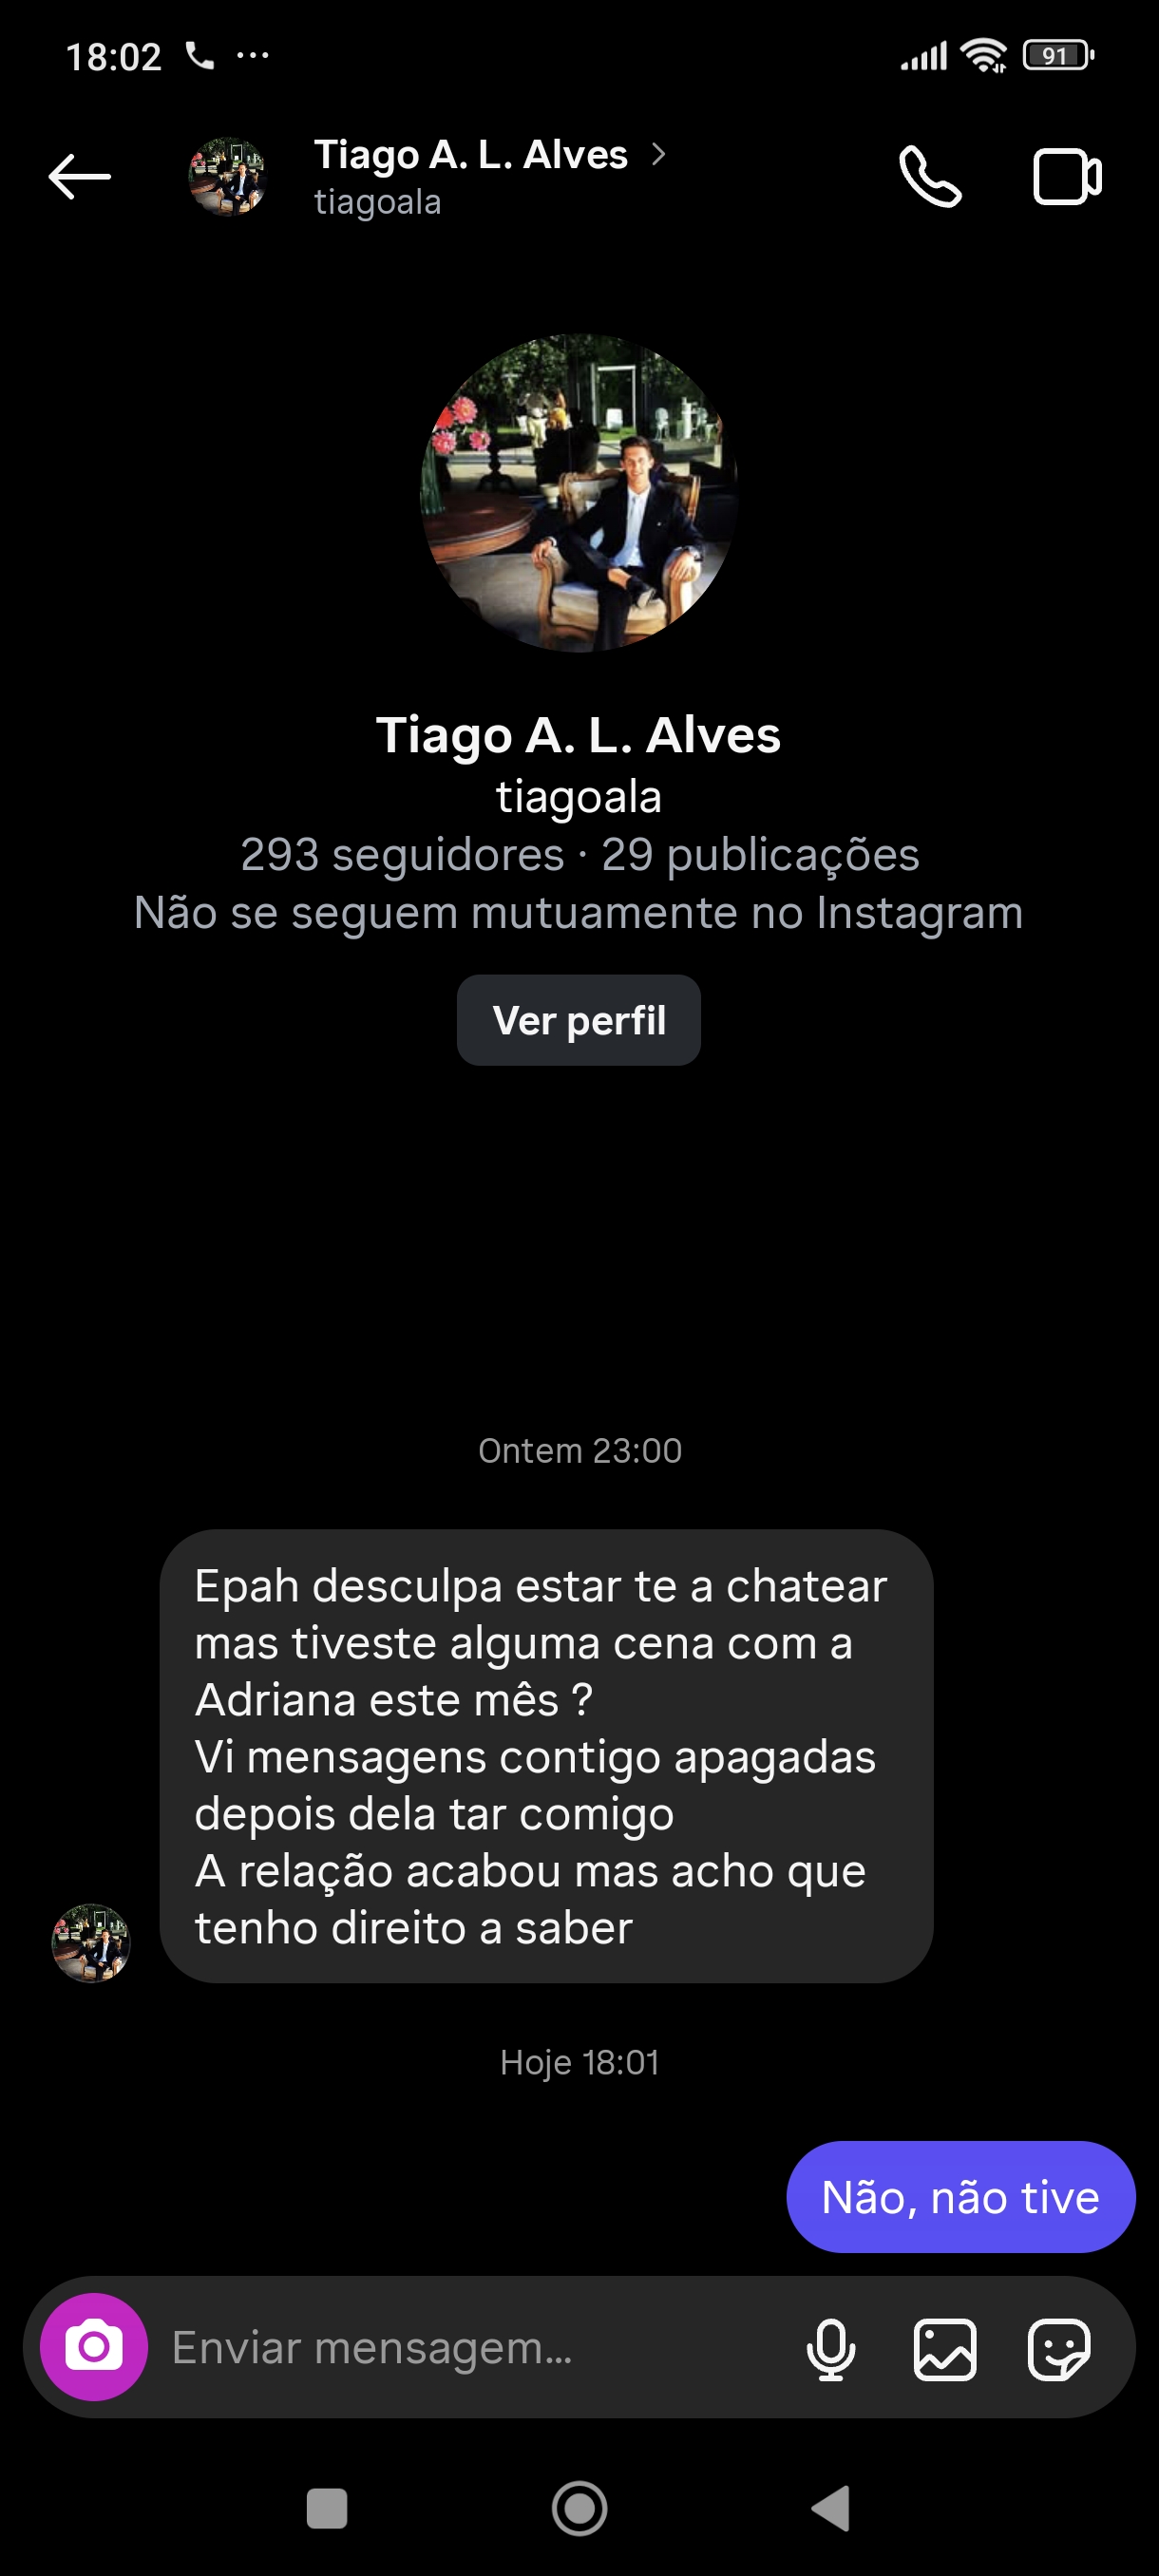 18:02
91
Tiago A. L. Alves
tiagoala
Tiago A. L. Alves
tiagoala
293 seguidores · 29 publicações
Não se seguem mutuamente no Instagram
Ver perfil
Ontem 23:00
Epah desculpa estar te a chatear
mas tiveste alguma cena com a
Adriana este mês ?
Vi mensagens contigo apagadas
depois dela tar comigo
A relação acabou mas acho que
tenho direito a saber
Hoje 18:01
Não, não tive
Enviar mensagem...